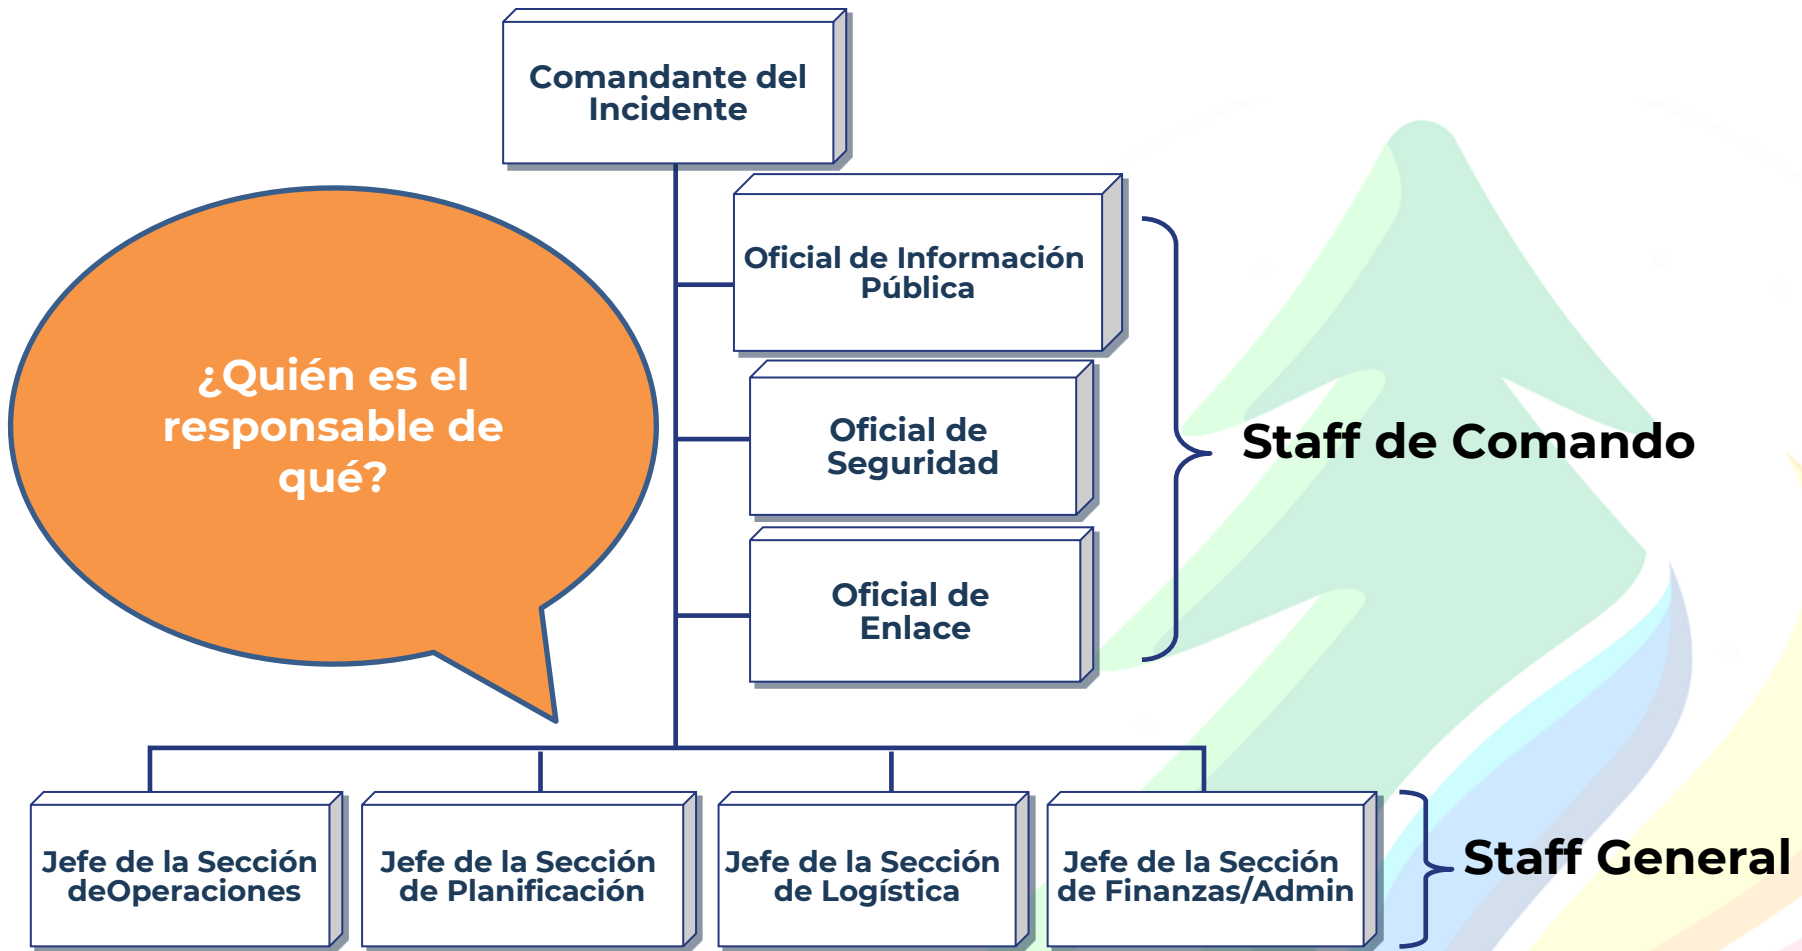 Comandante del
Incidente
Oficial de Información
Pública
¿Quién es el
responsable de
qué?
Oficial de
Seguridad
Staff de Comando
Oficial de
Enlace
Jefe de la Sección
deOperaciones
Jefe de la Sección
de Planificación
Jefe de la Sección
de Logística
Jefe de la Sección
de Finanzas/Admin
Staff General